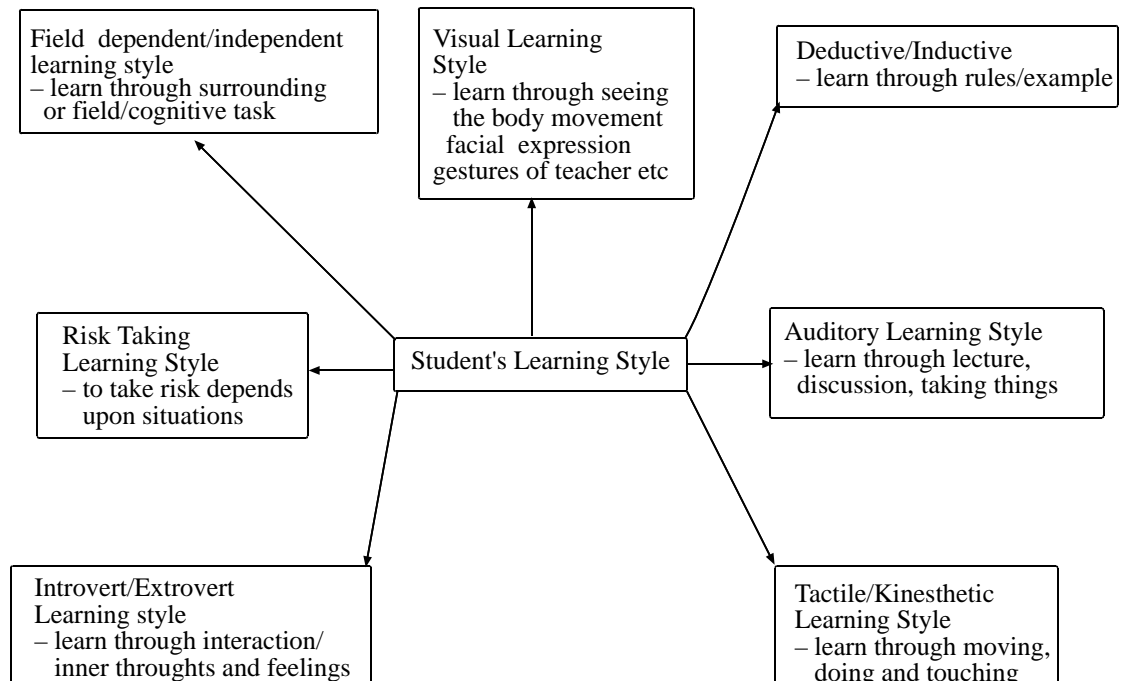 Field dependent/independent
learning style
– learn through surrounding
or field/cognitive task
Visual Learning
Style
– learn through seeing
the body movement
facial expression
gestures of teacher etc
Deductive/Inductive
– learn through rules/example
Risk Taking
Learning Style
– to take risk depends
upon situations
Student's Learning Style
Auditory Learning Style
– learn through lecture,
discussion, taking things
Introvert/Extrovert
Learning style
– learn through interaction/
inner throughts and feelings
Tactile/Kinesthetic
Learning Style
– learn through moving,
doing and touching